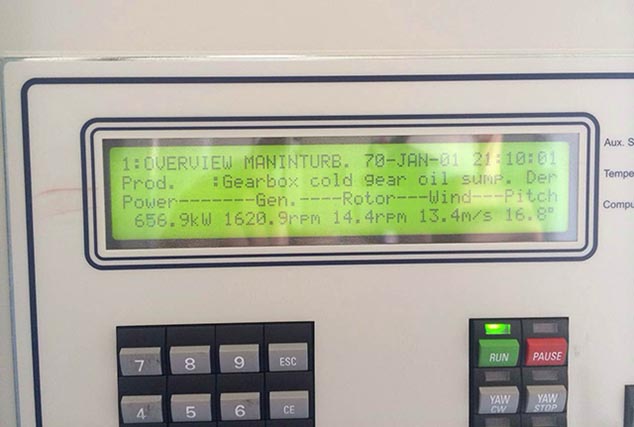 1:OVERVIEW MANINTURB. 70-JAN-01 21:10:01
Prod. :Gearbox cold gear oil sump. Der
Power-------Gen.----Rotor---Wind---Pitch
656.9kW 1620.9rpm 14.4rpm 13.4m/s 16.8°
Aux. S
Tempe
Compu
7 8 9 ESC
4 5 6 CE
RUN PAUSE
YAW CW YAW STOP